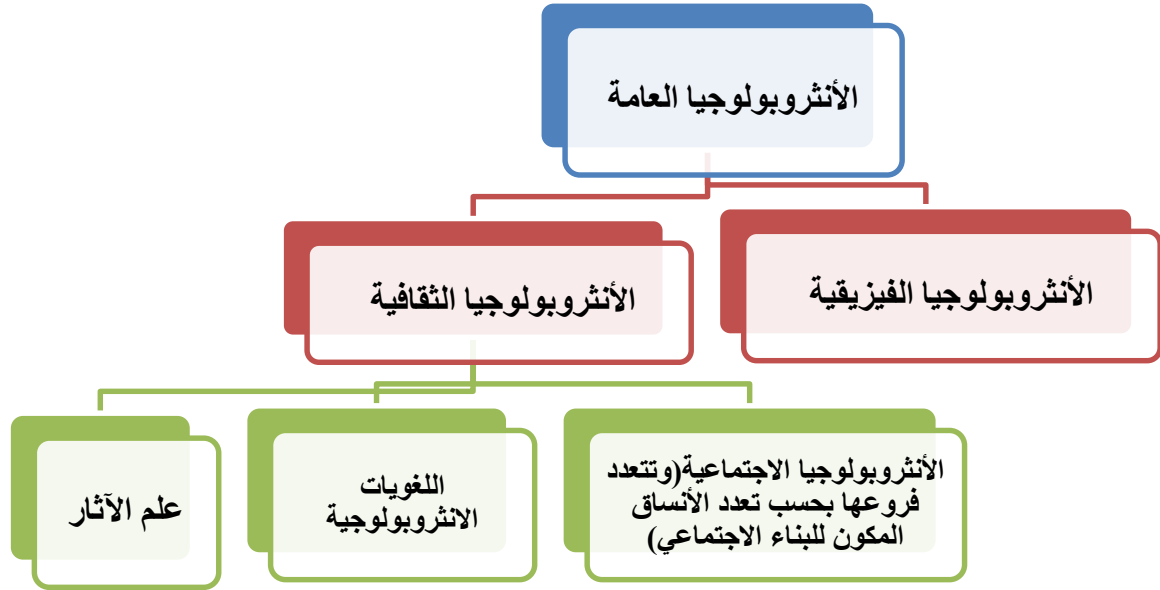 الأنثروبولوجيا العامة
الأنثروبولوجيا الفيزيقية
الأنثروبولوجيا الثقافية
الأنثروبولوجيا الاجتماعية(وتتعدد
فروعها بحسب تعدد الأنساق
المكون للبناء الاجتماعي)
اللغويات
الانثروبولوجية
علم الآثار